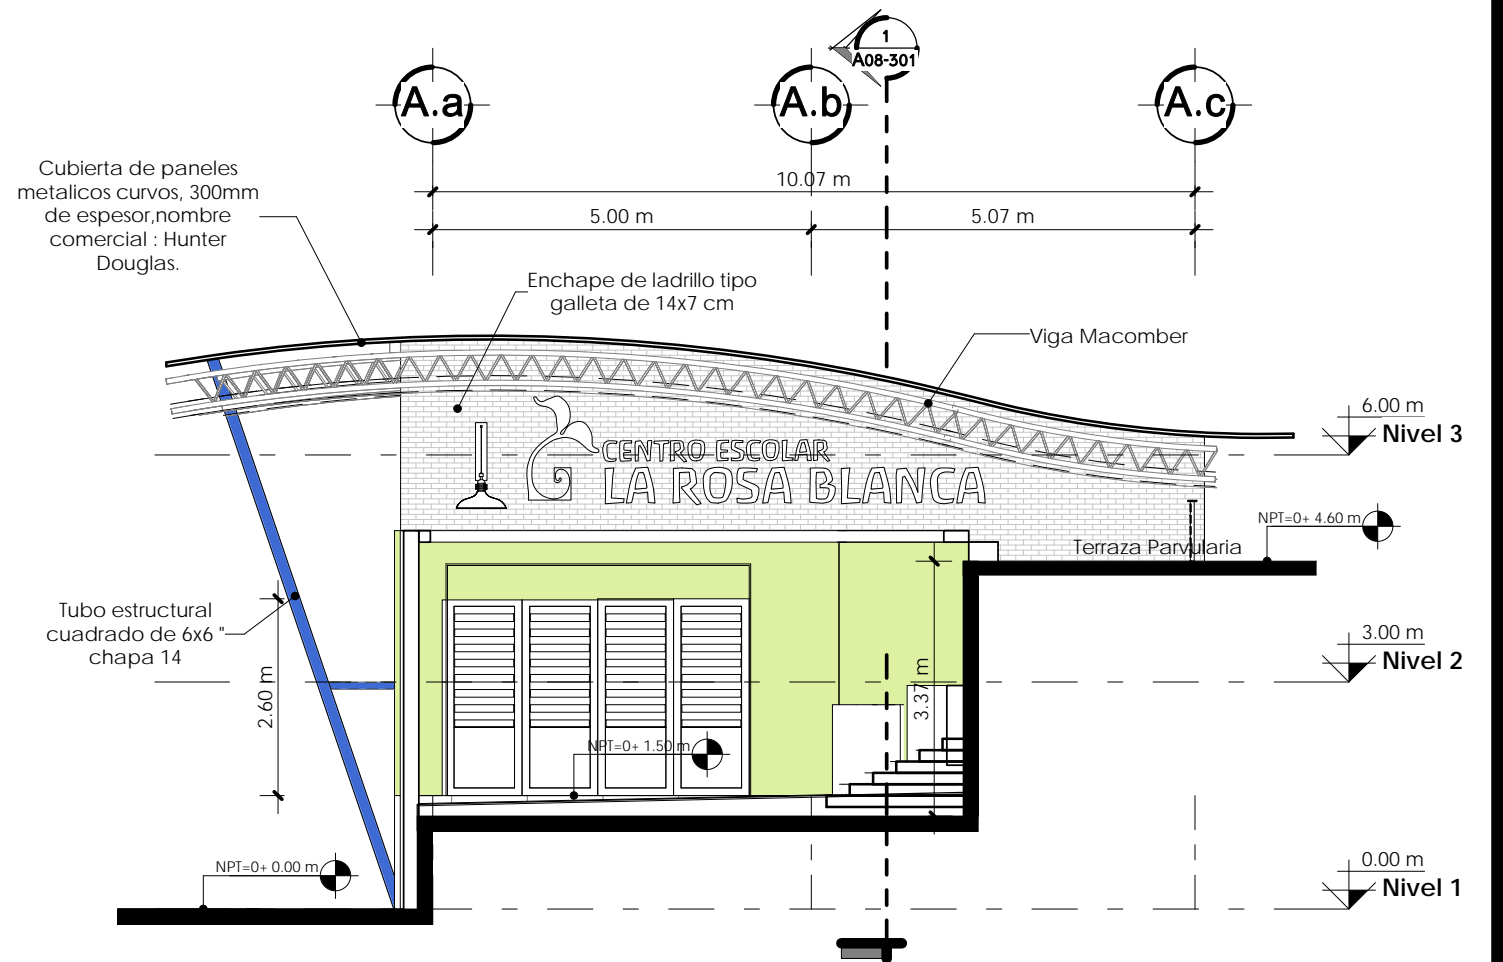 1
A08-301
A.a
A.b
A.c
10.07 m
5.00 m
5.07 m
Cubierta de paneles
metalicos curvos, 300mm
de espesor,nombre
comercial : Hunter
Douglas.
Enchape de ladrillo tipo
galleta de 14x7 cm
Viga Macomber
6.00 m
Nivel 3
CENTRO ESCOLAR
LA ROSA BLANCA
NPT=0+ 4.60 m
Terraza Parvularia
Tubo estructural
cuadrado de 6x6 "
chapa 14
3.00 m
Nivel 2
2.60 m
3.37 m
NPT=0+ 1.50 m
NPT=0+ 0.00 m
0.00 m
Nivel 1